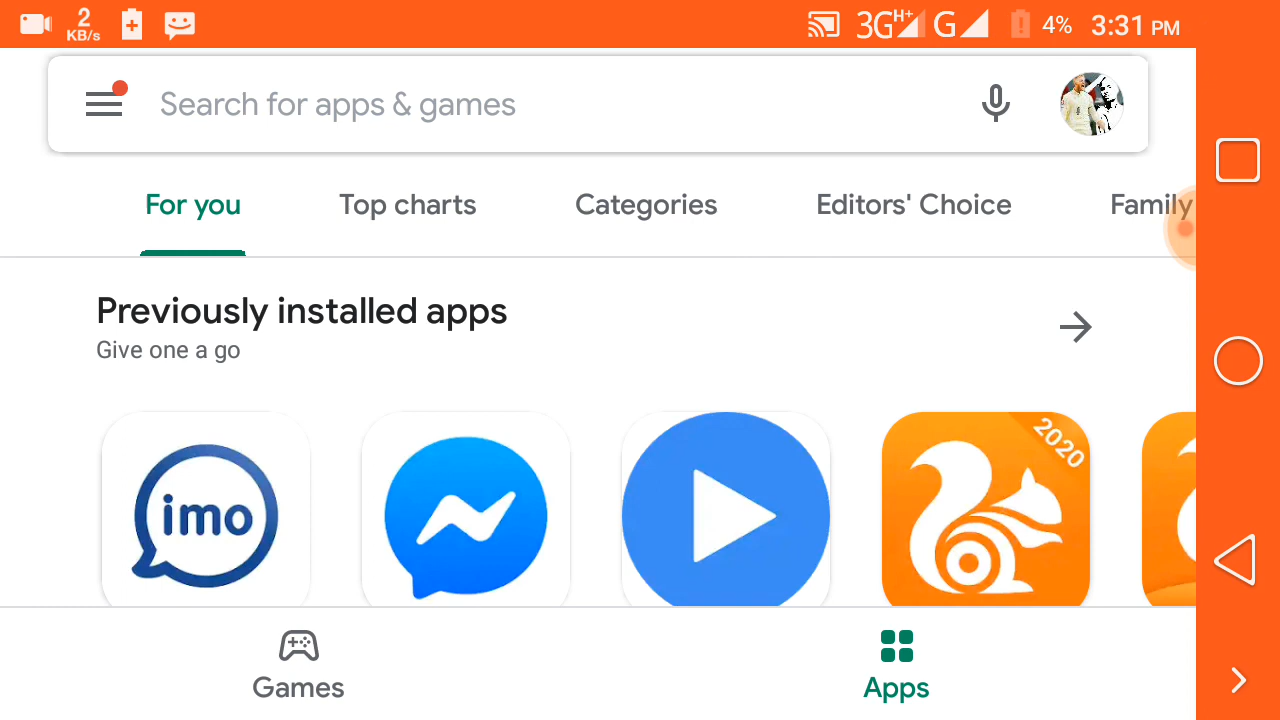 2 KB/s 3G H+ G 4% 3:31 PM
Search for apps & games
For you Top charts Categories Editors' Choice Family
Previously installed apps
Give one a go
imo
2020
Games Apps